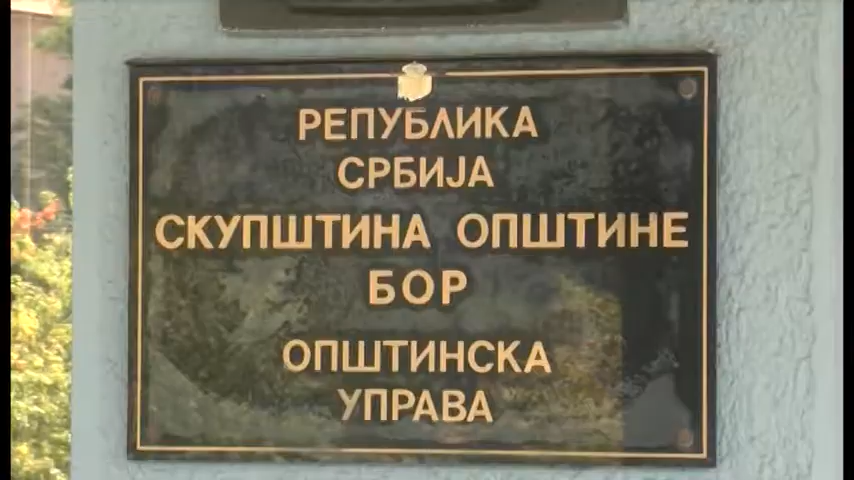 РЕПУБЛИКА
СРБИЈА
СКУПШТИНА ОПШТИНЕ
БОР
ОПШТИНСКА
УПРАВА